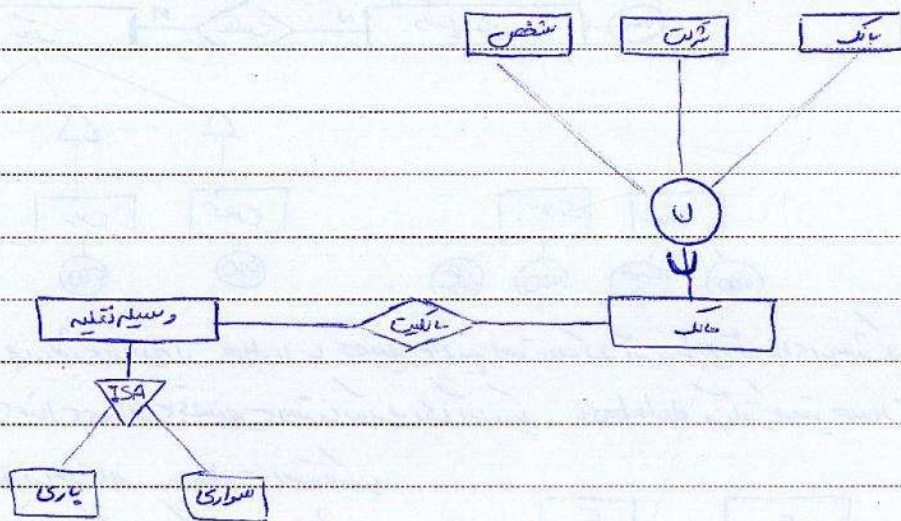 شخص شرکت بانک
U
وسیله نقلیه مالکیت مالک
ISA
باری سواری